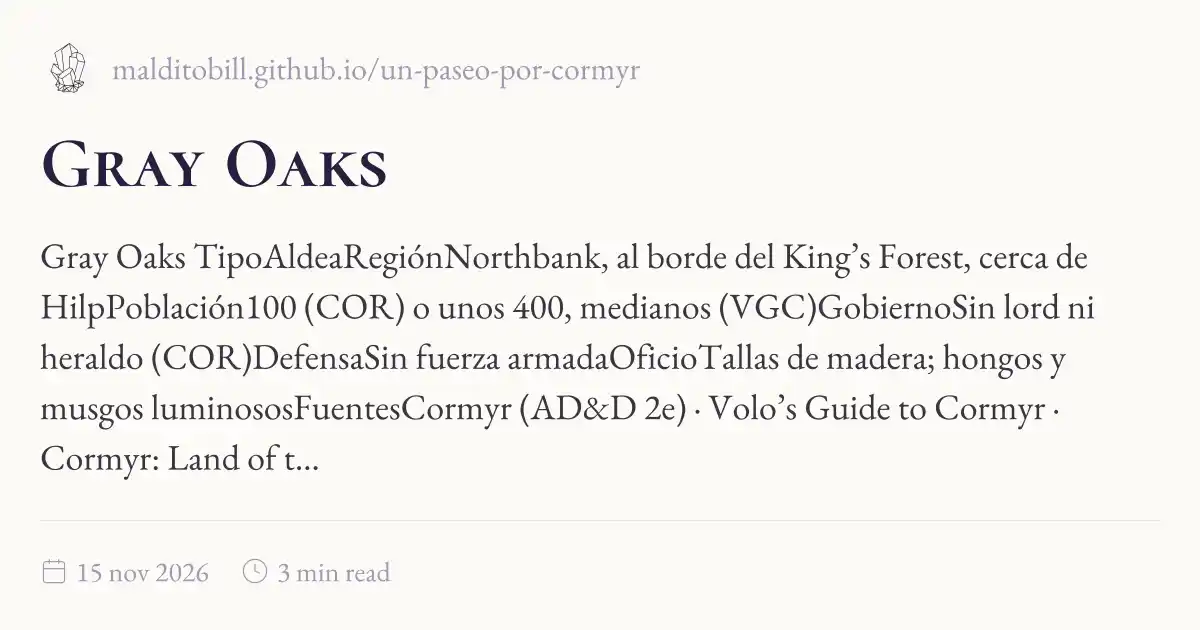 malditobill.github.io/un-paseo-por-cormyr
Gray Oaks
Gray Oaks TipoAldeaRegiónNorthbank, al borde del King’s Forest, cerca de
HilpPoblación100 (COR) o unos 400, medianos (VGC)GobiernoSin lord ni
heraldo (COR)DefensaSin fuerza armadaOficioTallas de madera; hongos y
musgos luminososFuentesCormyr (AD&D 2e) · Volo’s Guide to Cormyr ·
Cormyr: Land of t...
15 nov 2026
3 min read